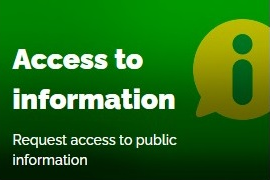 Access to
information
Request access to public
information